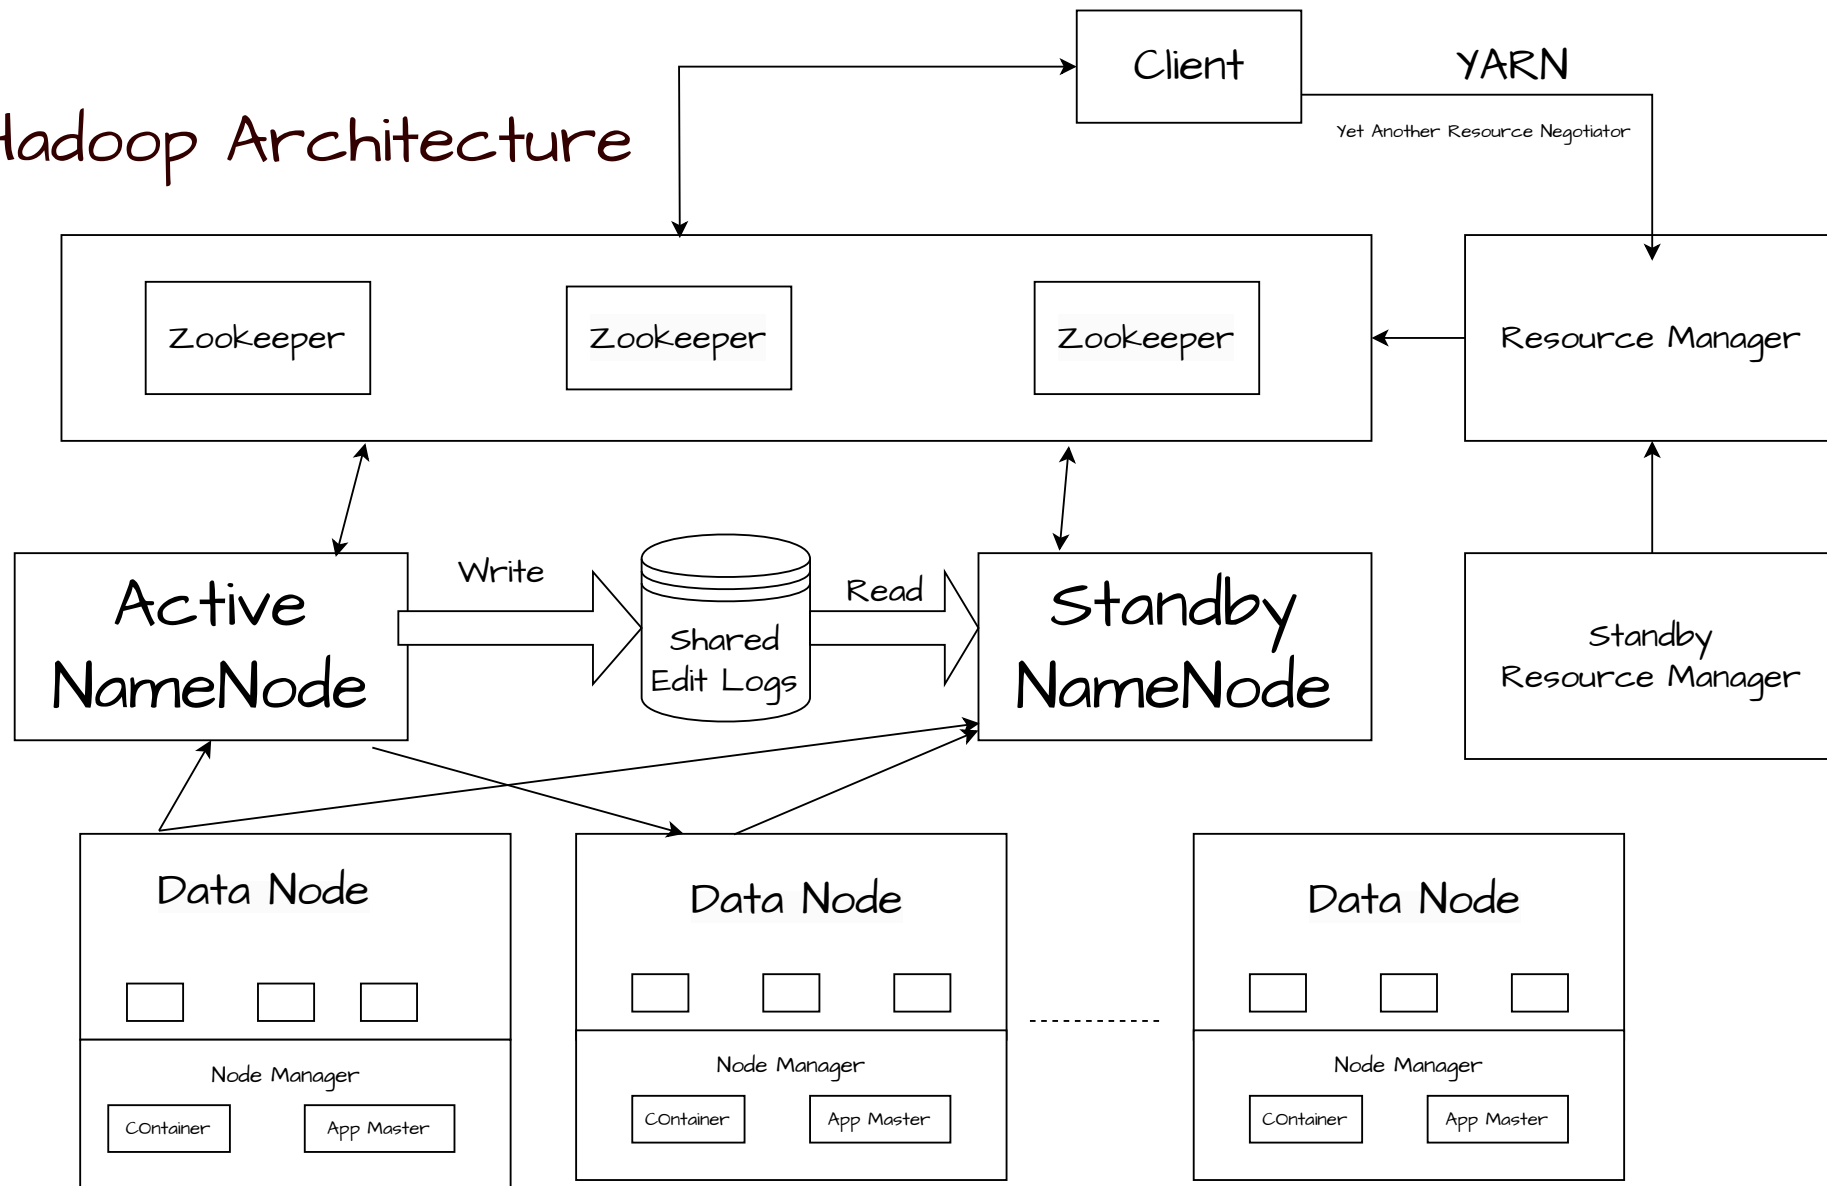 Client
YARN
Yet Another Resource Negotiator
Hadoop Architecture
Zookeeper
Zookeeper
Zookeeper
Resource Manager
Active
NameNode
Write
Shared
Edit Logs
Read
Standby
NameNode
Standby
Resource Manager
Data Node
Data Node
Data Node
Node Manager
COntainer
App Master
Node Manager
COntainer
App Master
Node Manager
COntainer
App Master